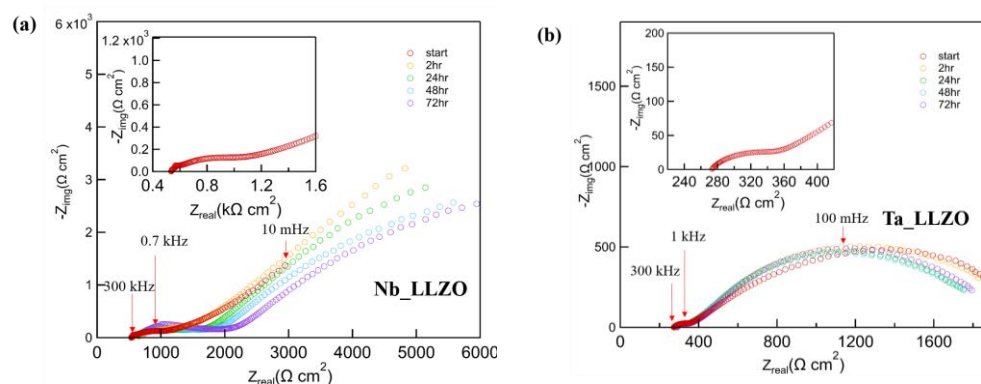 (a)
6 x10³
5
4
3
2
1
0
-Z_img(Ω cm²)
1.2 x10³
1.0
0.8
0.6
0.4
0.2
0.0
-Z_img(Ω cm²)
0.4 0.8 1.2 1.6
Z_real(kΩ cm²)
start
2hr
24hr
48hr
72hr
0.7 kHz
10 mHz
300 kHz
Nb_LLZO
0 1000 2000 3000 4000 5000 6000
Z_real(Ω cm²)
(b)
1500
1000
500
0
-Z_img(Ω cm²)
200
150
100
50
0
-Z_img(Ω cm²)
240 280 320 360 400
Z_real(Ω cm²)
start
2hr
24hr
48hr
72hr
100 mHz
Ta_LLZO
1 kHz
300 kHz
0 400 800 1200 1600
Z_real(Ω cm²)